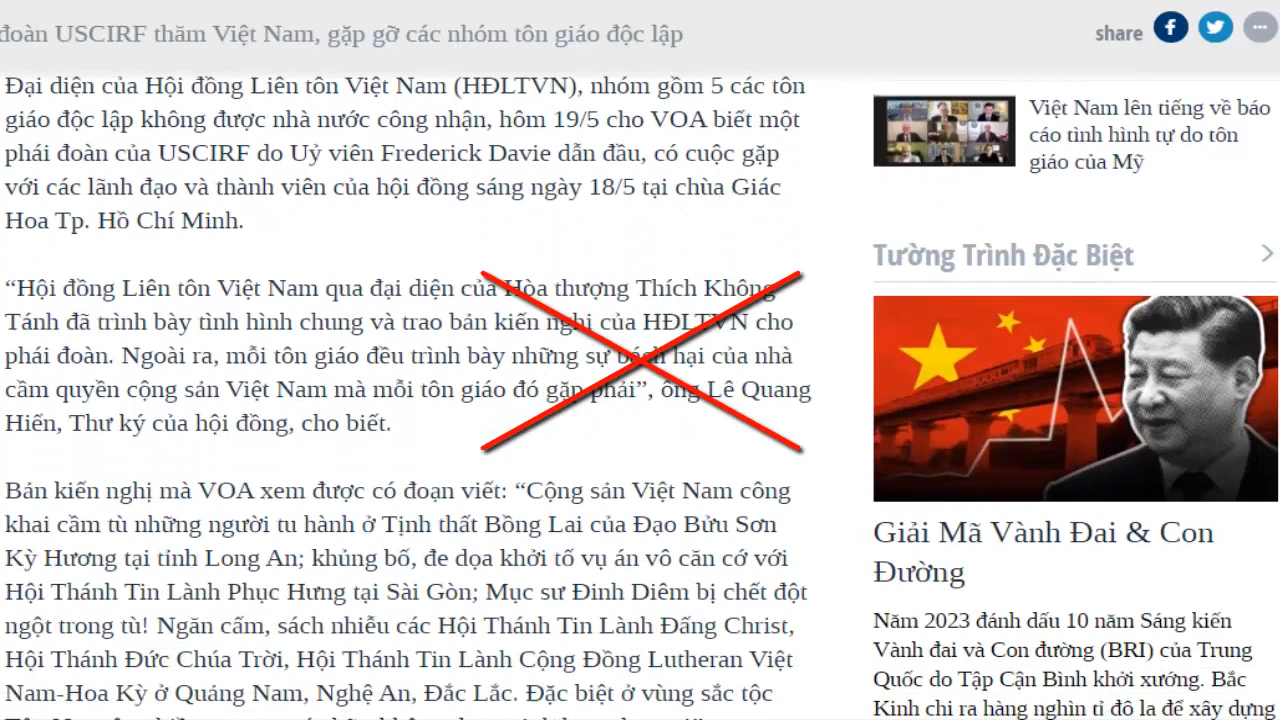 đoàn USCIRF thăm Việt Nam, gặp gỡ các nhóm tôn giáo độc lập
share
Đại diện của Hội đồng Liên tôn Việt Nam (HĐLTVN), nhóm gồm 5 các tôn
giáo độc lập không được nhà nước công nhận, hôm 19/5 cho VOA biết một
phái đoàn của USCIRF do Uỷ viên Frederick Davie dẫn đầu, có cuộc gặp
với các lãnh đạo và thành viên của hội đồng sáng ngày 18/5 tại chùa Giác
Hoa Tp. Hồ Chí Minh.
“Hội đồng Liên tôn Việt Nam qua đại diện của Hòa thượng Thích Không
Tánh đã trình bày tình hình chung và trao bản kiến nghị của HĐLTVN cho
phái đoàn. Ngoài ra, mỗi tôn giáo đều trình bày những sự bách hại của nhà
cầm quyền cộng sản Việt Nam mà mỗi tôn giáo đó gặp phải”, ông Lê Quang
Hiển, Thư ký của hội đồng, cho biết.
Bản kiến nghị mà VOA xem được có đoạn viết: “Cộng sản Việt Nam công
khai cầm tù những người tu hành ở Tịnh thất Bồng Lai của Đạo Bửu Sơn
Kỳ Hương tại tỉnh Long An; khủng bố, đe dọa khởi tố vụ án vô căn cớ với
Hội Thánh Tin Lành Phục Hưng tại Sài Gòn; Mục sư Đinh Diêm bị chết đột
ngột trong tù! Ngăn cấm, sách nhiễu các Hội Thánh Tin Lành Đấng Christ,
Hội Thánh Đức Chúa Trời, Hội Thánh Tin Lành Cộng Đồng Lutheran Việt
Nam-Hoa Kỳ ở Quảng Nam, Nghệ An, Đắc Lắc. Đặc biệt ở vùng sắc tộc
Việt Nam lên tiếng về báo
cáo tình hình tự do tôn
giáo của Mỹ
Tường Trình Đặc Biệt
Giải Mã Vành Đai & Con
Đường
Năm 2023 đánh dấu 10 năm Sáng kiến
Vành đai và Con đường (BRI) của Trung
Quốc do Tập Cận Bình khởi xướng. Bắc
Kinh chi ra hàng nghìn tỉ đô la để xây dựng